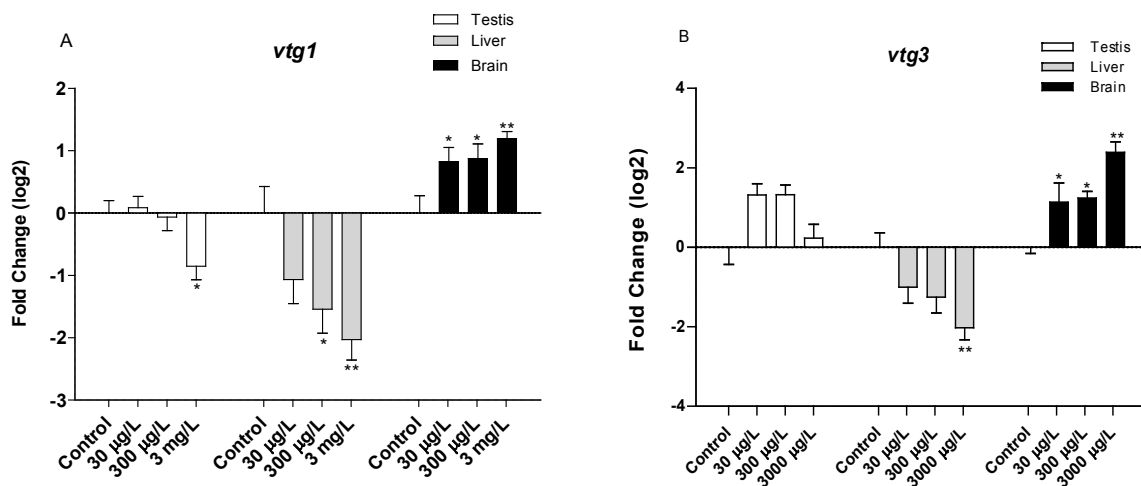 A
vtg1
Testis
Liver
Brain
Fold Change (log2)
2
1
0
-1
-2
-3
*
*
**
*
*
**
Control
30 µg/L
300 µg/L
3 mg/L
Control
30 µg/L
300 µg/L
3 mg/L
Control
30 µg/L
300 µg/L
3 mg/L
B
vtg3
Testis
Liver
Brain
Fold Change (log2)
4
2
0
-2
-4
**
*
*
**
Control
30 µg/L
300 µg/L
3000 µg/L
Control
30 µg/L
300 µg/L
3000 µg/L
Control
30 µg/L
300 µg/L
3000 µg/L